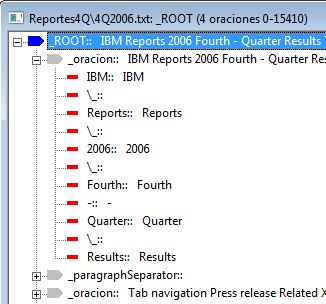 Reportes4Q\4Q2006.txt: _ROOT (4 oraciones 0-15410)
_ROOT:: IBM Reports 2006 Fourth - Quarter Results
_oracion:: IBM Reports 2006 Fourth - Quarter Res
IBM:: IBM
\_::
Reports:: Reports
\_::
2006:: 2006
\_::
Fourth:: Fourth
-:: -
Quarter:: Quarter
\_::
Results:: Results
_paragraphSeparator::
_oracion:: Tab navigation Press release Related X